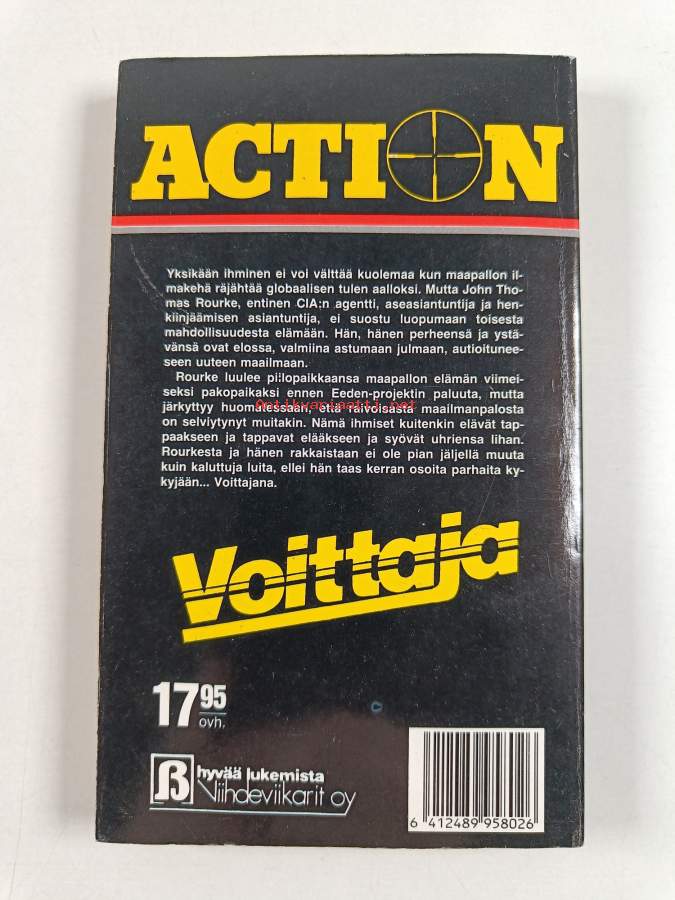 ACTION
Yksikään ihminen ei voi välttää kuolemaa kun maapallon il-
makehä räjähtää globaalisen tulen aalloksi. Mutta John Tho-
mas Rourke, entinen CIA:n agentti, aseasiantuntija ja hen-
kiinjäämisen asiantuntija, ei suostu luopumaan toisesta
mahdollisuudesta elämään. Hän, hänen perheensä ja ystä-
vänsä ovat elossa, valmiina astumaan julmaan, autioitunee-
seen uuteen maailmaan.
Rourke luulee piilopaikkaansa maapallon elämän viimei-
seksi pakopaikaksi ennen Eeden-projektin paluuta, mutta
Antikvariaatti.net
järkyttyy huomatessaan, että raivoisasta maailmanpalosta
on selviytynyt muitakin. Nämä ihmiset kuitenkin elävät tap-
paakseen ja tappavat elääkseen ja syövät uhriensa lihan.
Rourkesta ja hänen rakkaistaan ei ole pian jäljellä muuta
kuin kaluttuja luita, ellei hän taas kerran osoita parhaita ky-
kyjään... Voittajana.
Voittaja
17 95
ovh.
hyvää lukemista
Viihdeviikarit oy
6 412489 958026